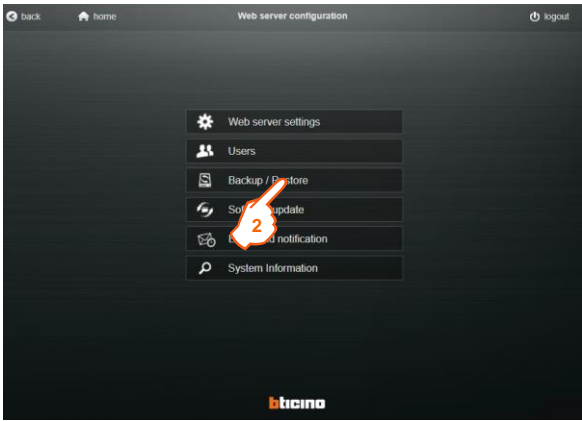 back home Web server configuration logout
Web server settings
Users
Backup / Restore
update
2
notification
System Information
bticino